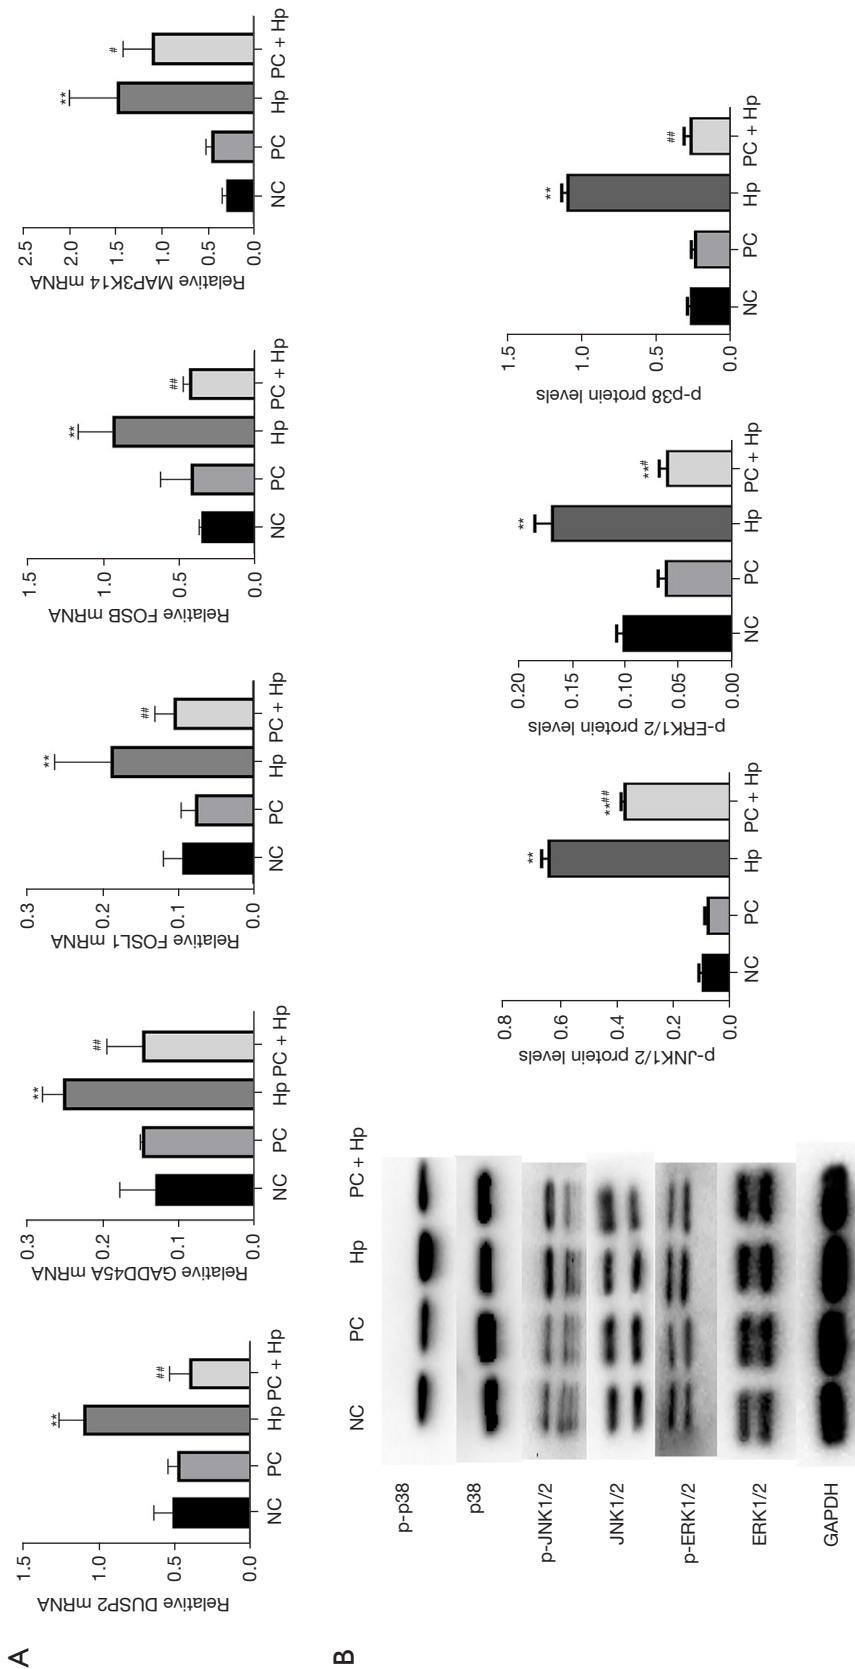 A
Relative DUSP2 mRNA
1.5
1.0
0.5
0.0
**
##
NC PC Hp PC + Hp
Relative GADD45A mRNA
0.3
0.2
0.1
0.0
**
##
NC PC Hp PC + Hp
Relative FOSL1 mRNA
0.3
0.2
0.1
0.0
**
##
NC PC Hp PC + Hp
Relative FOSB mRNA
1.5
1.0
0.5
0.0
**
##
NC PC Hp PC + Hp
Relative MAP3K14 mRNA
2.5
2.0
1.5
1.0
0.5
0.0
**
#
NC PC Hp PC + Hp
B
NC PC Hp PC + Hp
p-p38
p38
p-JNK1/2
JNK1/2
p-ERK1/2
ERK1/2
GAPDH
p-JNK1/2 protein levels
0.8
0.6
0.4
0.2
0.0
**
**##
NC PC Hp PC + Hp
p-ERK1/2 protein levels
0.20
0.15
0.10
0.05
0.00
**
**#
NC PC Hp PC + Hp
p-p38 protein levels
1.5
1.0
0.5
0.0
**
##
NC PC Hp PC + Hp